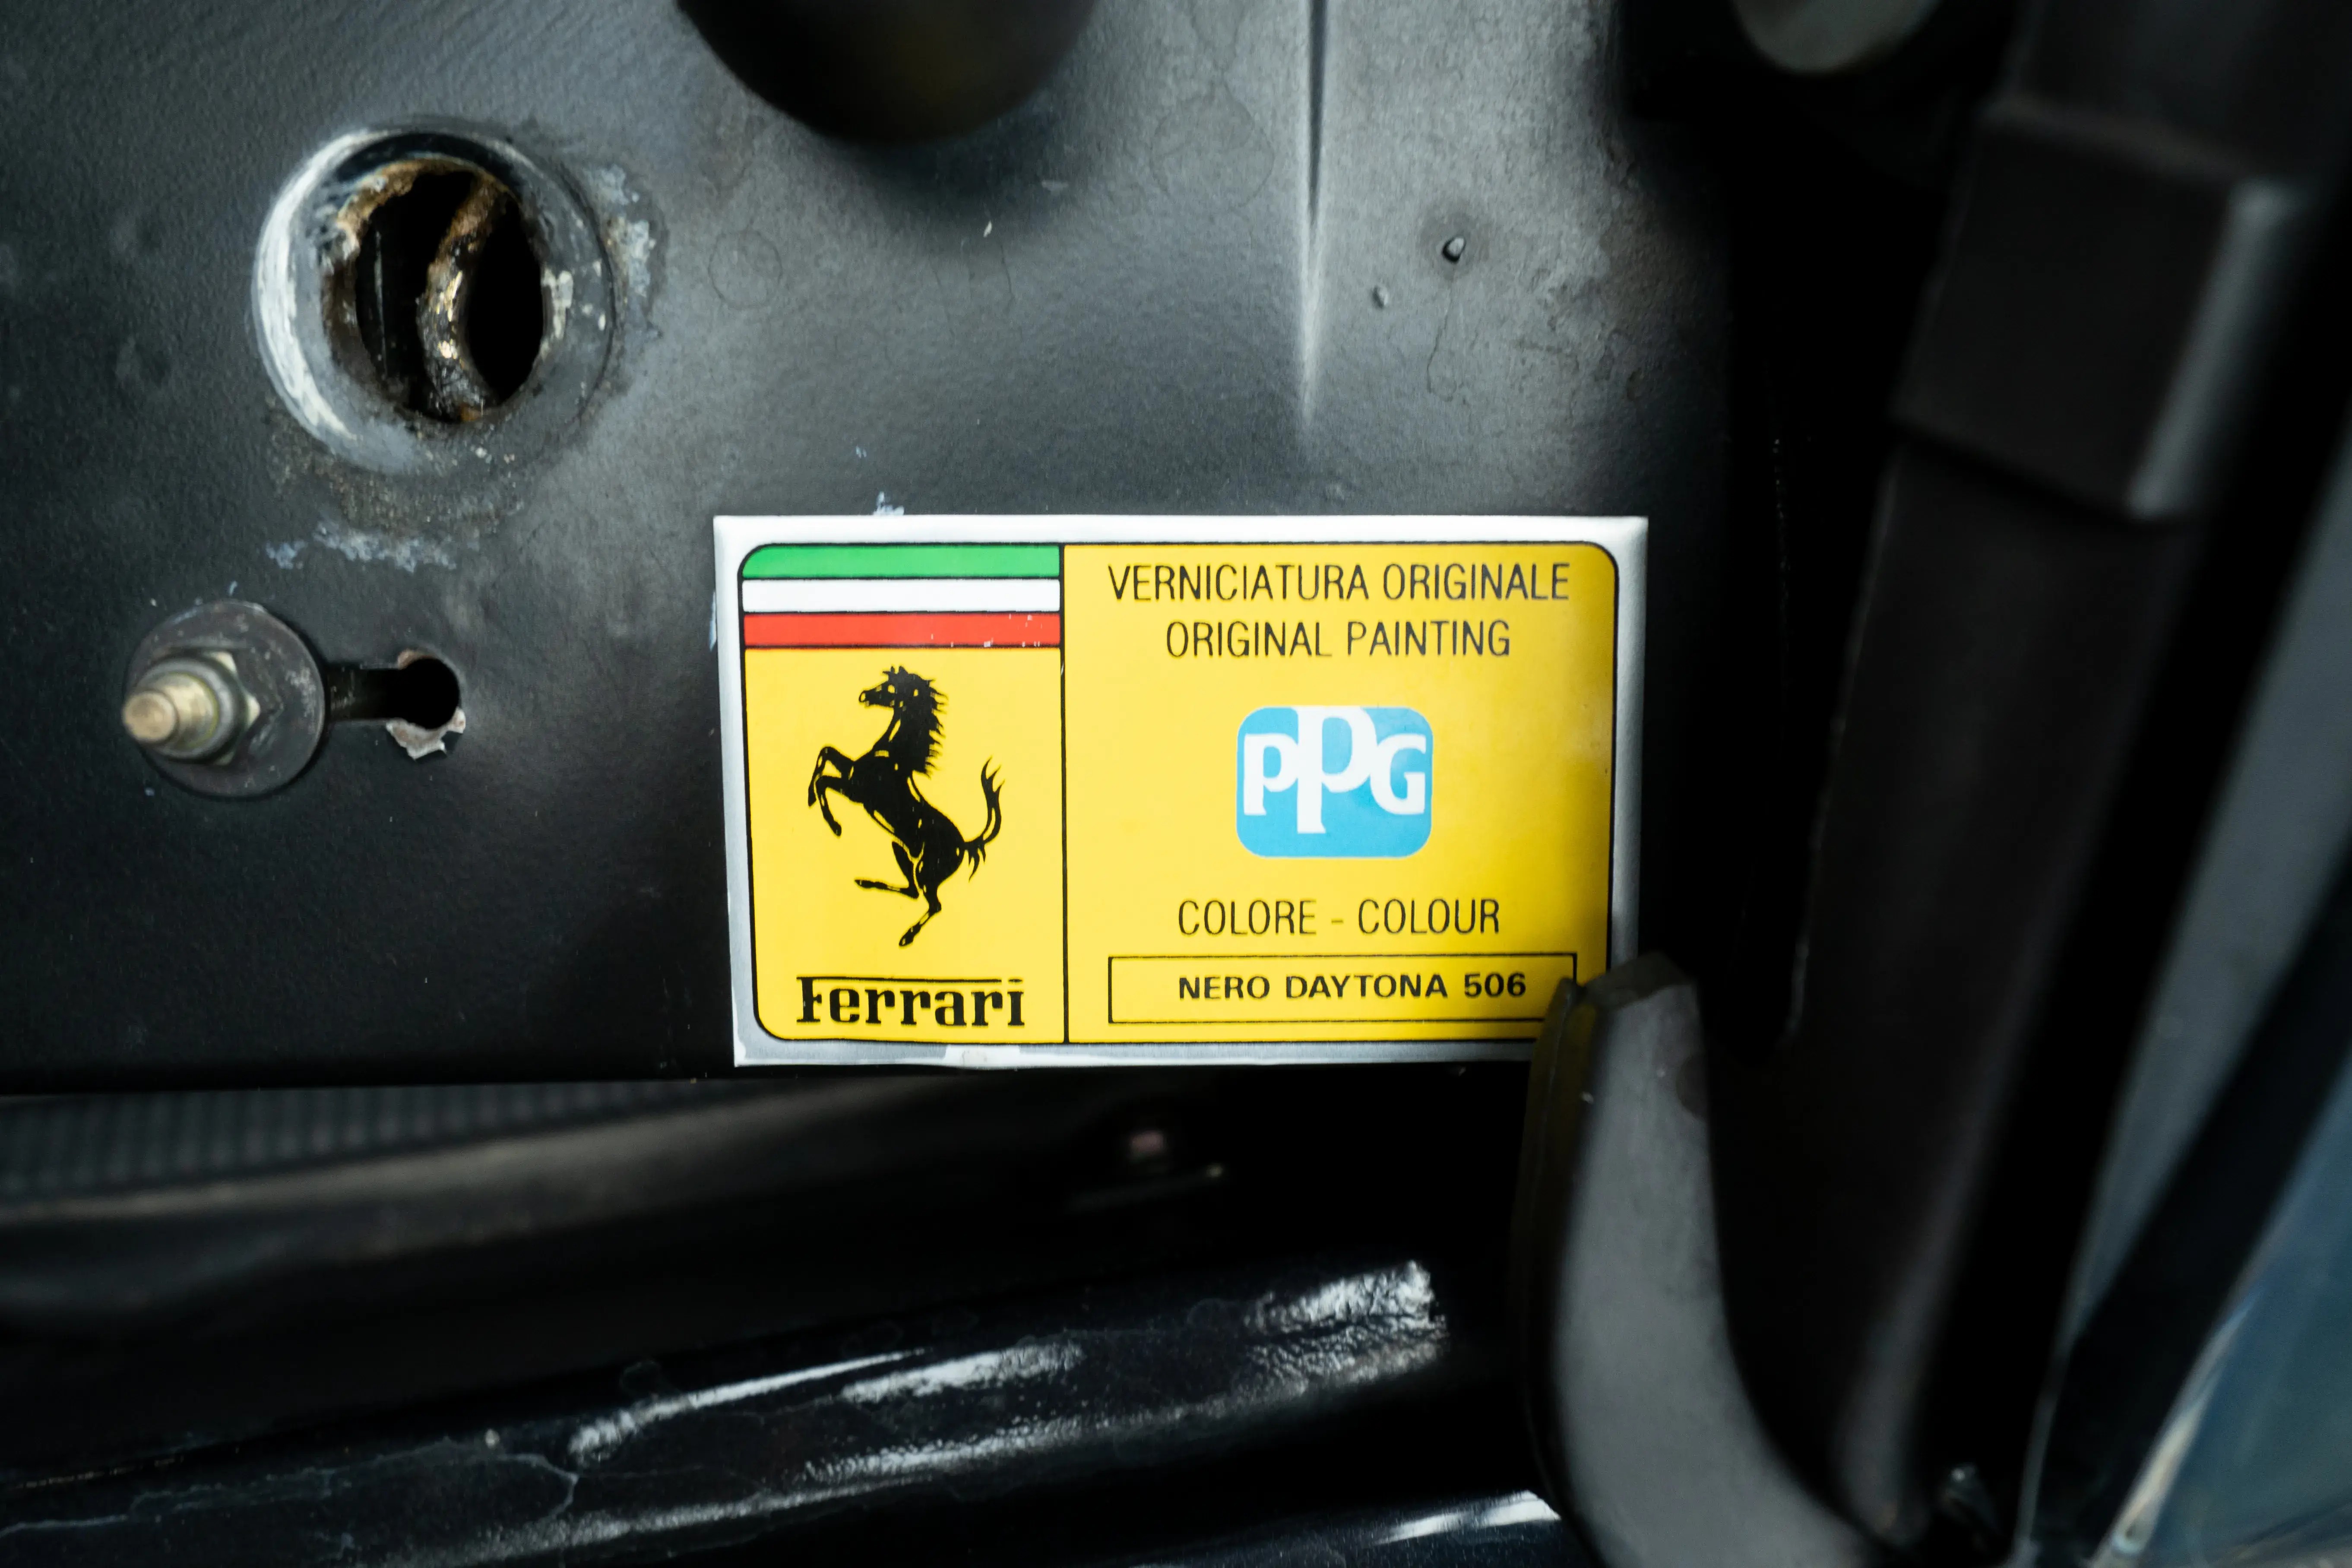 VERNICIATURA ORIGINALE
ORIGINAL PAINTING
PPG
COLORE - COLOUR
NERO DAYTONA 506
Ferrari